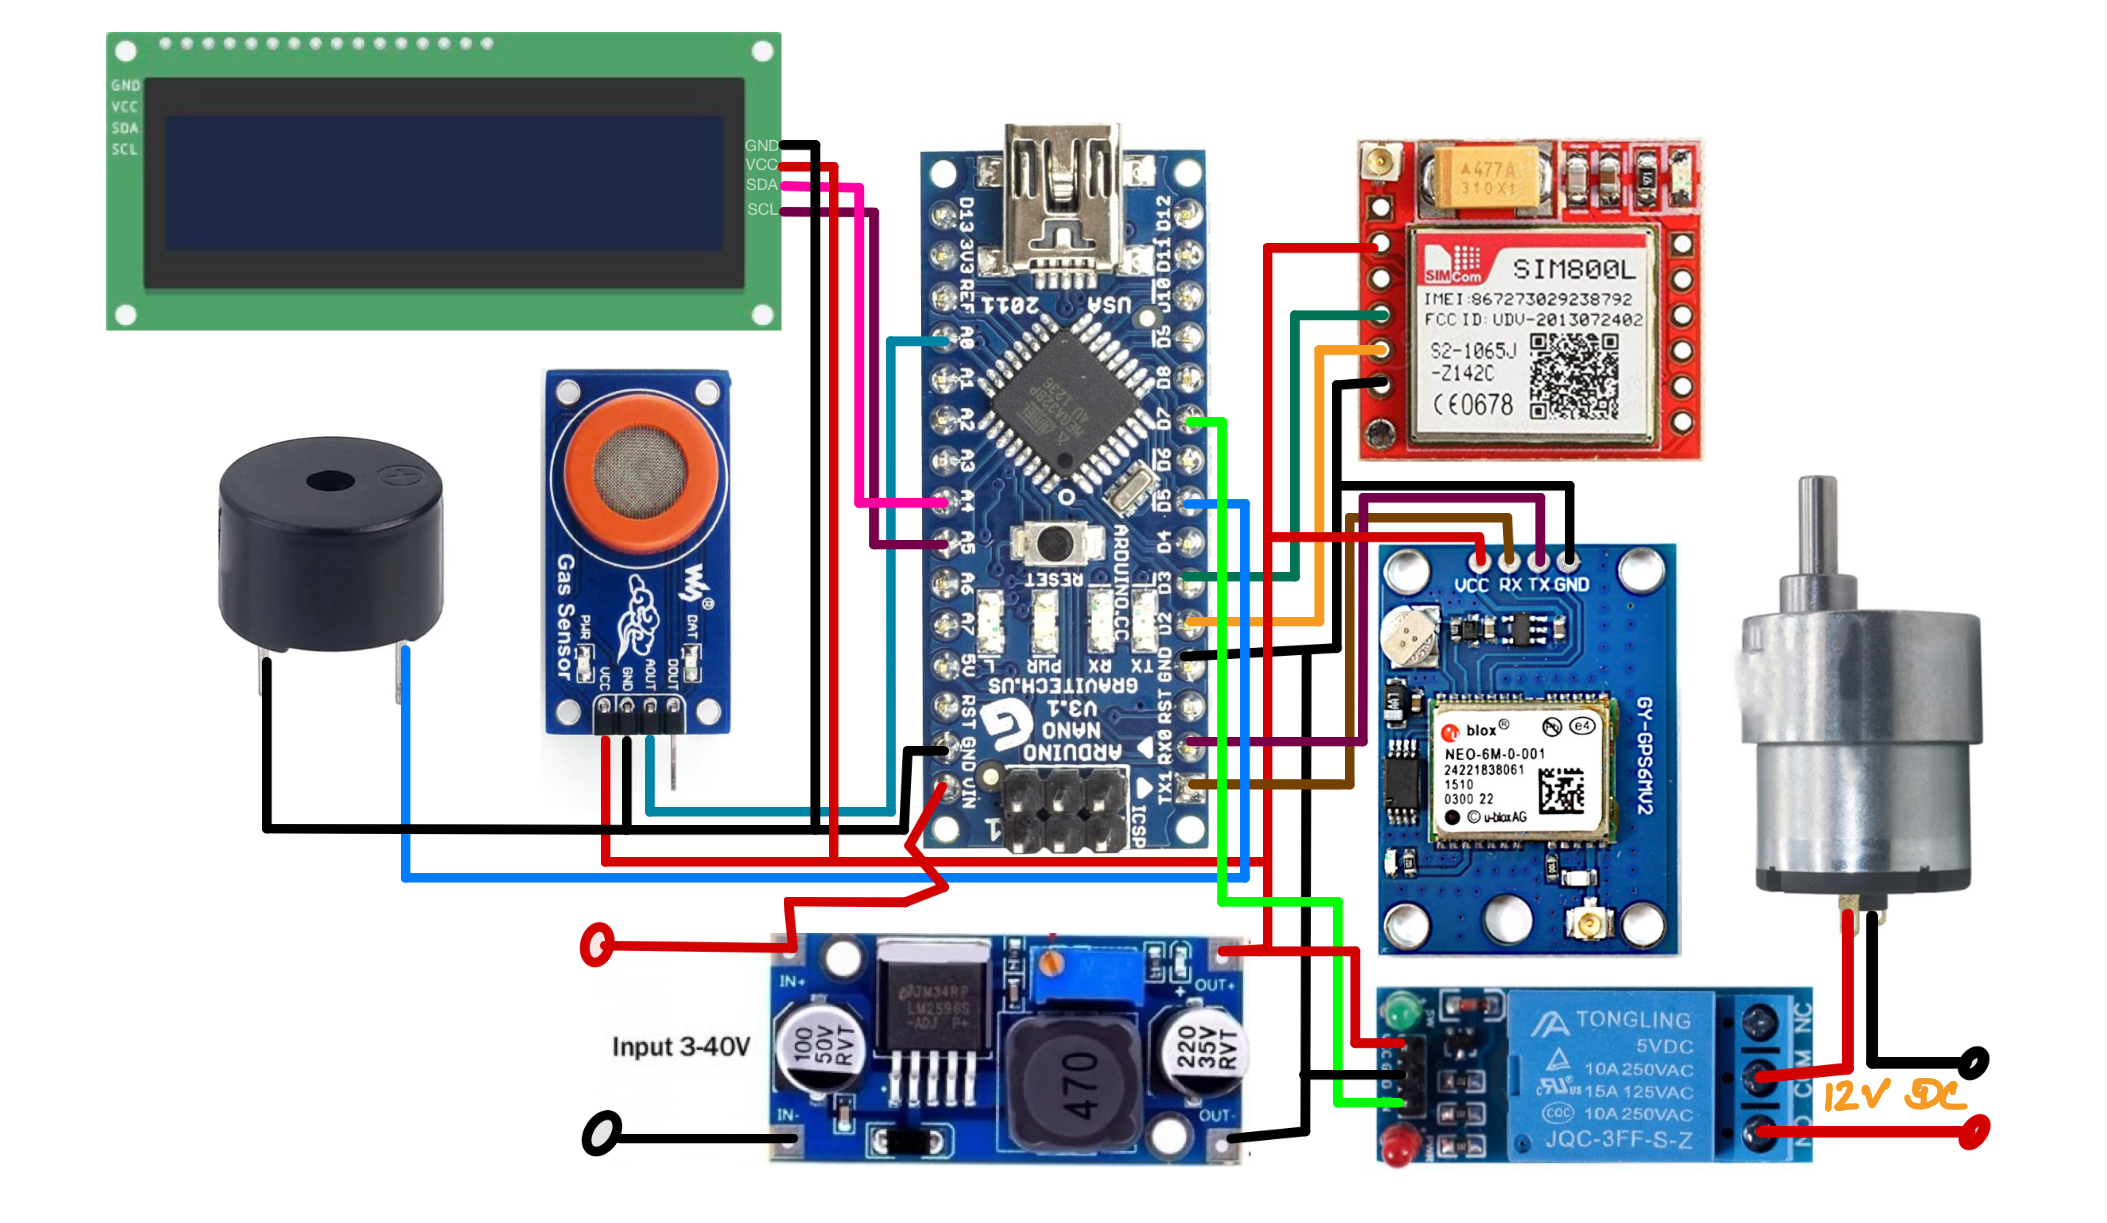 GND
VCC
SDA
SCL
GND
VCC
SDA
SCL
Gas Sensor
PWR
DAT
VCC
GND
AOUT
DOUT
D13
3V3
REF
A0
A1
A2
A3
A4
A5
A6
A7
5V
RST
GND
VIN
2011
USA
RESET
ARDUINO.CC
L
PWR
RX
TX
GRAVITECH.US
V3.1
NANO
ARDUINO
ICSP
1
D12
D11
D10
D8
D7
D6
D5
D4
D3
D2
GND
RST
RX0
TX1
477A
310X1
SIMCom
SIM800L
IMEI:867273029238792
FCC ID: UDV-2013072402
S2-1065J
-Z142C
CE0678
VCC RX TX GND
GY-GPS6MV2
blox®
e4
NEO-6M-0-001
24221838061
1510
0300 22
© u-blox AG
Input 3-40V
IN+
IN-
OUT+
OUT-
100
50V
RVT
JM34RP
LM2596S
-ADJ P+
470
220
35V
RVT
TONGLING
5VDC
10A 250VAC
15A 125VAC
10A 250VAC
JQC-3FF-S-Z
NC
COM
NO
12V DC